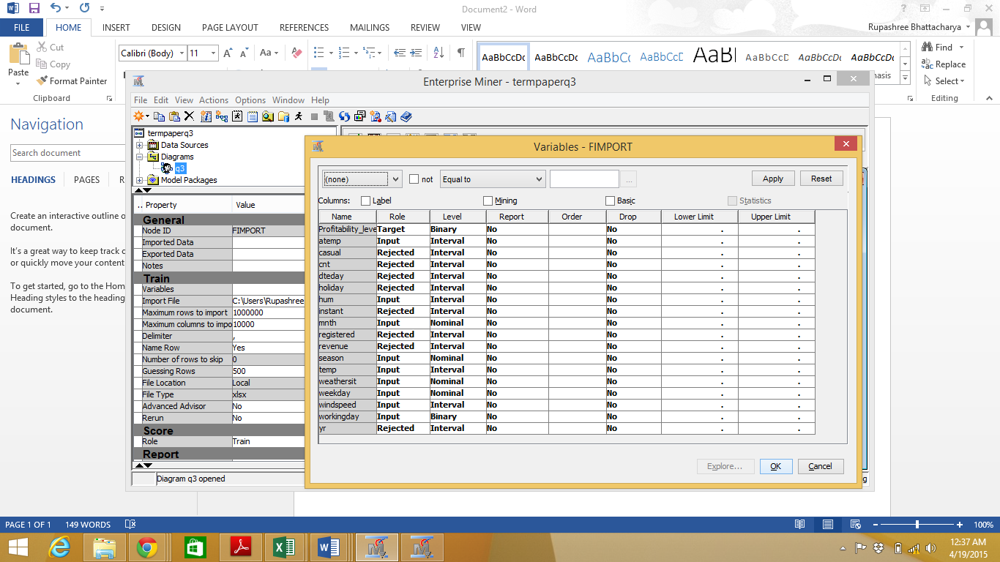 Document2 - Word
FILE HOME INSERT DESIGN PAGE LAYOUT REFERENCES MAILINGS REVIEW VIEW
Rupashree Bhattacharya
Paste
Cut
Copy
Format Painter
Clipboard
Calibri (Body) 11
Aa
AaBbCcDc AaBbCcDc AaBbCc AaBbCcD AaBb AaBbCcD AaBbCcDc AaBbCcDc
Find
Replace
Select
Editing
Navigation
Search document
HEADINGS PAGES R
Create an interactive outline o
document.
It's a great way to keep track o
or quickly move your content
To get started, go to the Hom
Heading styles to the heading
document.
Enterprise Miner - termpaperq3
File Edit View Actions Options Window Help
termpaperq3
Data Sources
Diagrams
q3
Model Packages
.. Property Value
General
Node ID FIMPORT
Imported Data
Exported Data
Notes
Train
Variables
Import File C:\Users\Rupashree
Maximum rows to import 1000000
Maximum columns to impo 10000
Delimiter ,
Name Row Yes
Number of rows to skip 0
Guessing Rows 500
File Location Local
File Type xlsx
Advanced Advisor No
Rerun No
Score
Role Train
Report
Diagram q3 opened
Variables - FIMPORT
(none) not Equal to ... Apply Reset
Columns: Label Mining Basic Statistics
Name Role Level Report Order Drop Lower Limit Upper Limit
Profitability_leve Target Binary No No . .
atemp Input Interval No No . .
casual Rejected Interval No No . .
cnt Rejected Interval No No . .
dteday Rejected Interval No No . .
holiday Rejected Interval No No . .
hum Input Interval No No . .
instant Rejected Interval No No . .
mnth Input Nominal No No . .
registered Rejected Interval No No . .
revenue Rejected Interval No No . .
season Input Nominal No No . .
temp Input Interval No No . .
weathersit Input Nominal No No . .
weekday Input Nominal No No . .
windspeed Input Interval No No . .
workingday Input Binary No No . .
yr Rejected Interval No No . .
Explore... OK Cancel
PAGE 1 OF 1 149 WORDS 100%
12:37 AM
4/19/2015